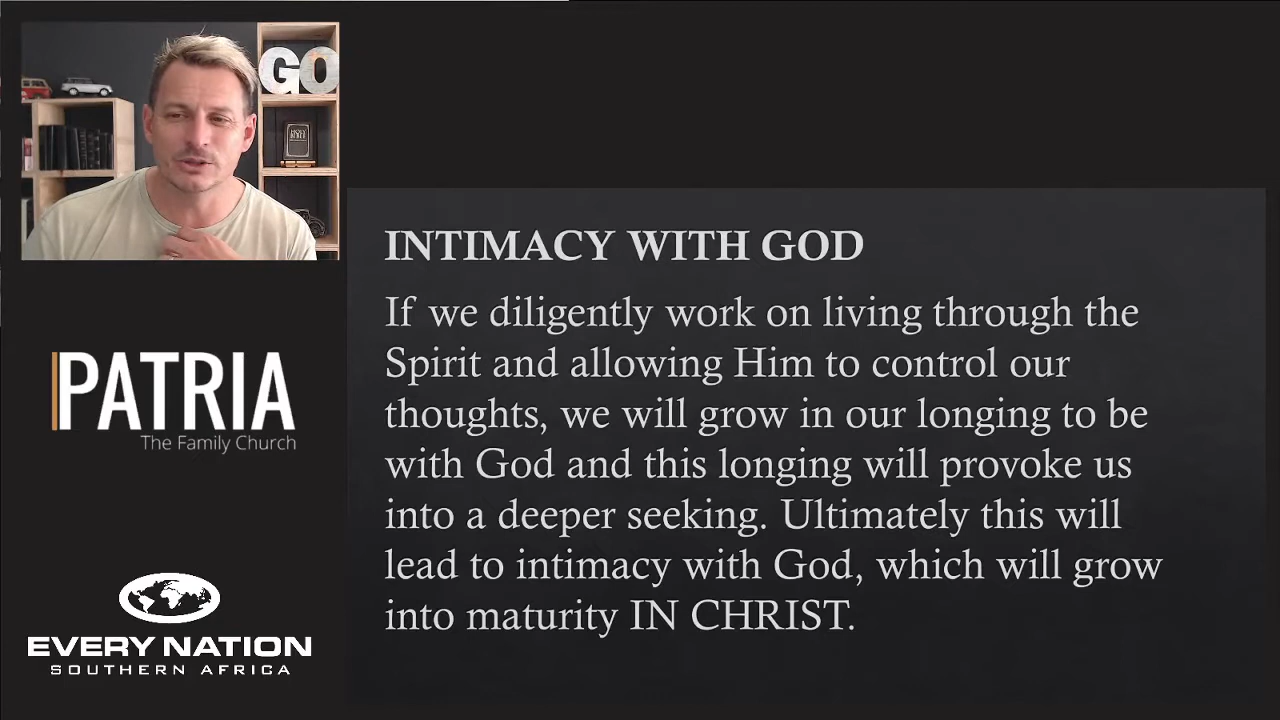 GO
INTIMACY WITH GOD
If we diligently work on living through the
Spirit and allowing Him to control our
thoughts, we will grow in our longing to be
with God and this longing will provoke us
into a deeper seeking. Ultimately this will
lead to intimacy with God, which will grow
into maturity IN CHRIST.
PATRIA
The Family Church
EVERY NATION
SOUTHERN AFRICA